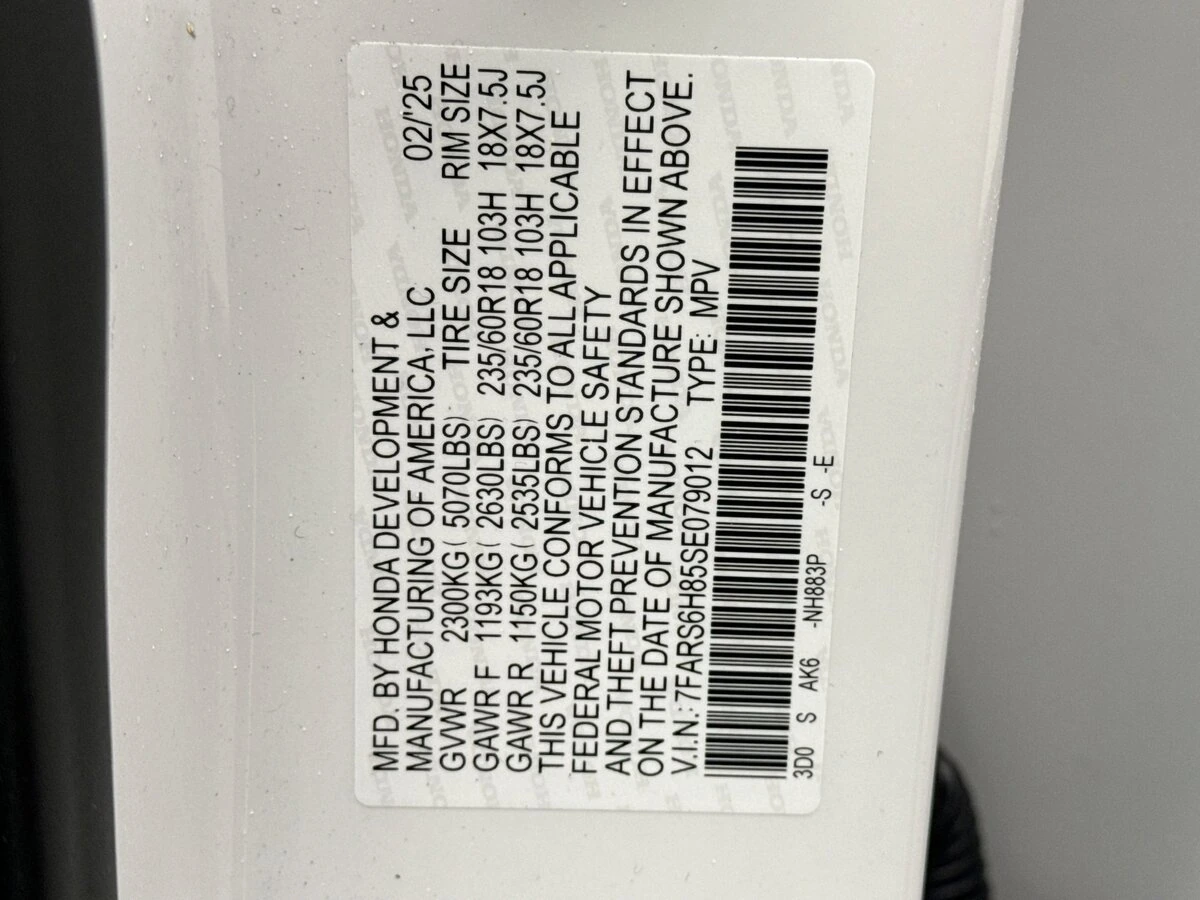 MFD. BY HONDA DEVELOPMENT &
MANUFACTURING OF AMERICA, LLC 02/'25
GVWR 2300KG( 5070LBS) TIRE SIZE RIM SIZE
GAWR F 1193KG( 2630LBS) 235/60R18 103H 18X7.5J
GAWR R 1150KG( 2535LBS) 235/60R18 103H 18X7.5J
THIS VEHICLE CONFORMS TO ALL APPLICABLE
FEDERAL MOTOR VEHICLE SAFETY
AND THEFT PREVENTION STANDARDS IN EFFECT
ON THE DATE OF MANUFACTURE SHOWN ABOVE.
V.I.N.: 7FARS6H85SE079012 TYPE: MPV
3D0 S AK6 -NH883P -S -E